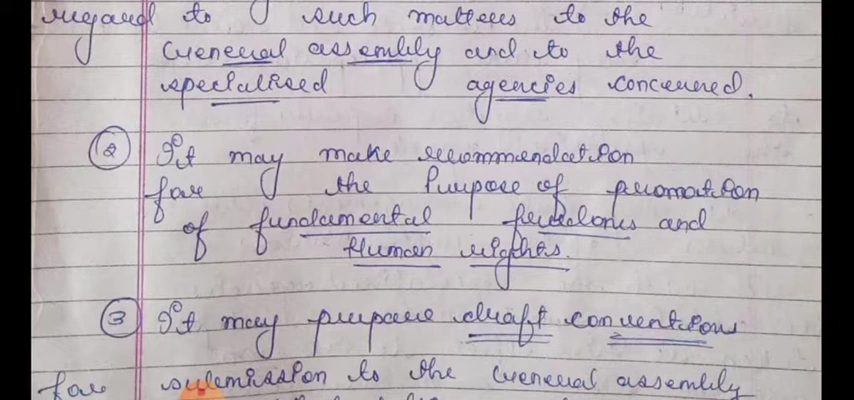 regard to such matters to the
General assembly and to the
specialised agencies concerned.
② It may make recommendation
for the Purpose of promotion
of fundamental freedoms and
Human rights.
③ It may prepare draft conventions
for submission to the General assembly